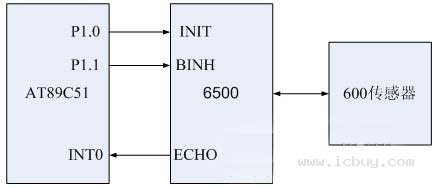 P1.0
INIT
P1.1
BINH
AT89C51
6500
600传感器
INT0
ECHO
www.icbuy.com